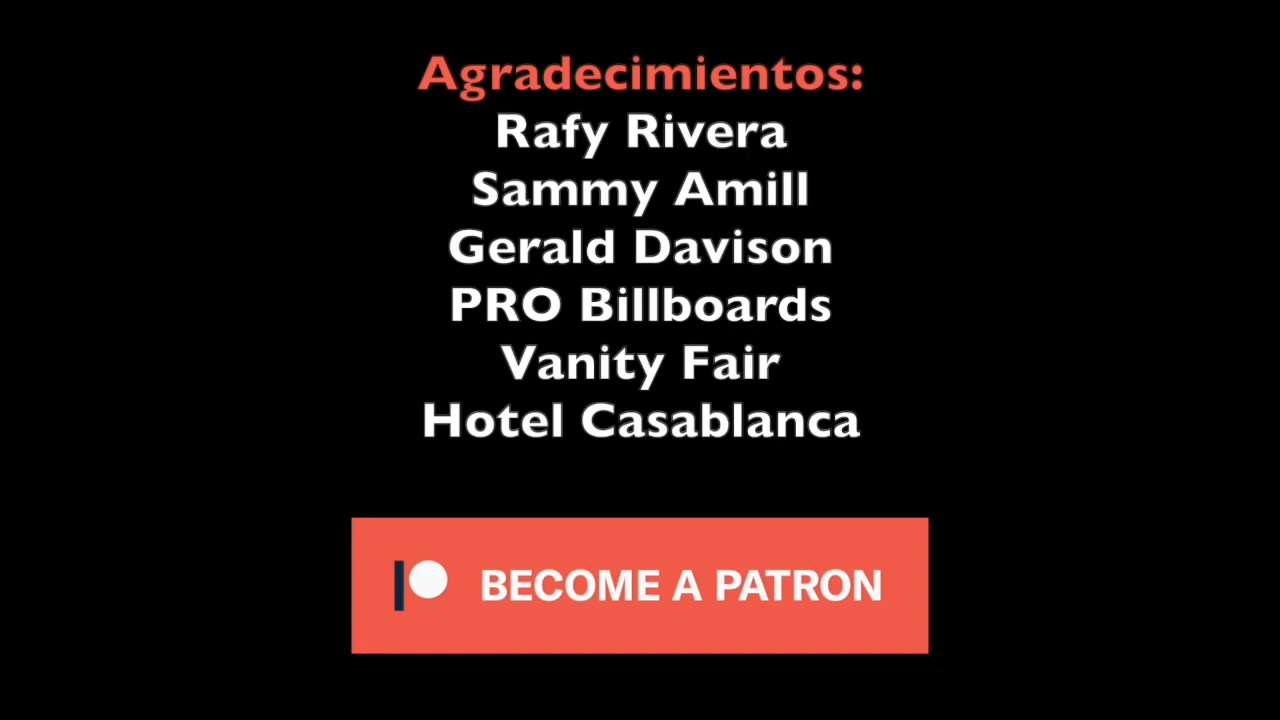 Agradecimientos:
Rafy Rivera
Sammy Amill
Gerald Davison
PRO Billboards
Vanity Fair
Hotel Casablanca
BECOME A PATRON